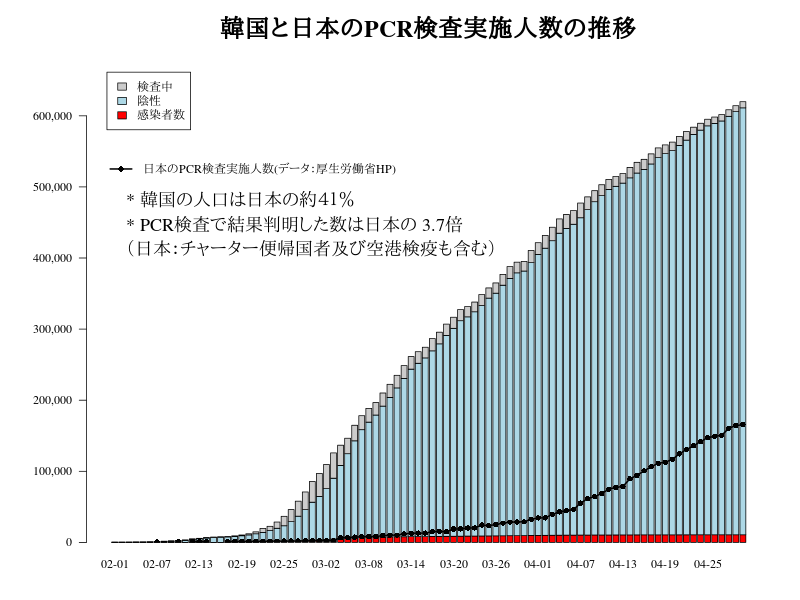 韓国と日本のPCR検査実施人数の推移
検査中
陰性
感染者数
日本のPCR検査実施人数(データ：厚生労働省HP)
* 韓国の人口は日本の約41%
* PCR検査で結果判明した数は日本の 3.7倍
（日本：チャーター便帰国者及び空港検疫も含む）
600,000
500,000
400,000
300,000
200,000
100,000
0
02-01 02-07 02-13 02-19 02-25 03-02 03-08 03-14 03-20 03-26 04-01 04-07 04-13 04-19 04-25